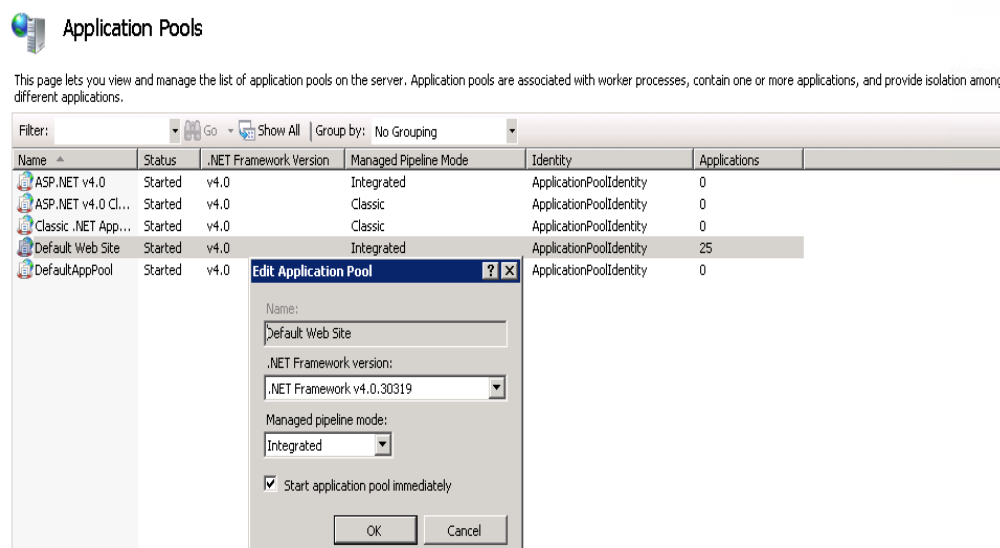 Application Pools
This page lets you view and manage the list of application pools on the server. Application pools are associated with worker processes, contain one or more applications, and provide isolation among
different applications.
Filter: Go Show All Group by: No Grouping
Name Status .NET Framework Version Managed Pipeline Mode Identity Applications
ASP.NET v4.0 Started v4.0 Integrated ApplicationPoolIdentity 0
ASP.NET v4.0 Cl... Started v4.0 Classic ApplicationPoolIdentity 0
Classic .NET App... Started v4.0 Classic ApplicationPoolIdentity 0
Default Web Site Started v4.0 Integrated ApplicationPoolIdentity 25
DefaultAppPool Started v4.0 ApplicationPoolIdentity 0
Edit Application Pool ?
Name:
Default Web Site
.NET Framework version:
.NET Framework v4.0.30319
Managed pipeline mode:
Integrated
Start application pool immediately
OK Cancel